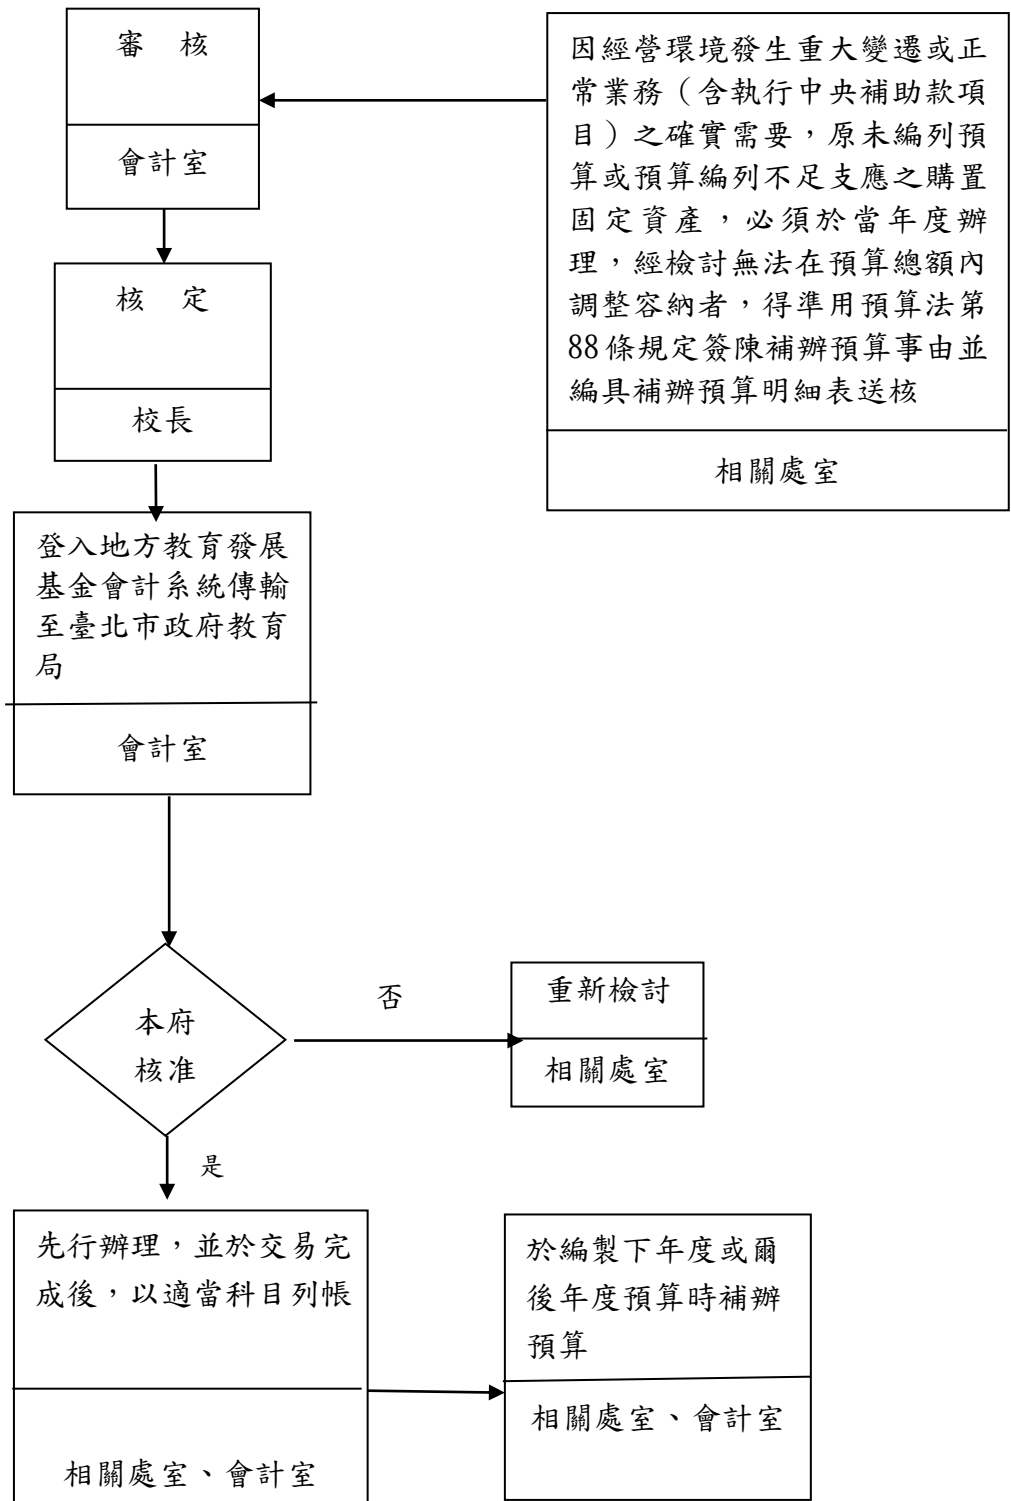 審　核
會計室
因經營環境發生重大變遷或正
常業務（含執行中央補助款項
目）之確實需要，原未編列預
算或預算編列不足支應之購置
固定資產，必須於當年度辦
理，經檢討無法在預算總額內
調整容納者，得準用預算法第
88條規定簽陳補辦預算事由並
編具補辦預算明細表送核
相關處室
核　定
校長
登入地方教育發展
基金會計系統傳輸
至臺北市政府教育
局
會計室
本府
核准
否
重新檢討
相關處室
是
先行辦理，並於交易完
成後，以適當科目列帳
相關處室、會計室
於編製下年度或爾
後年度預算時補辦
預算
相關處室、會計室